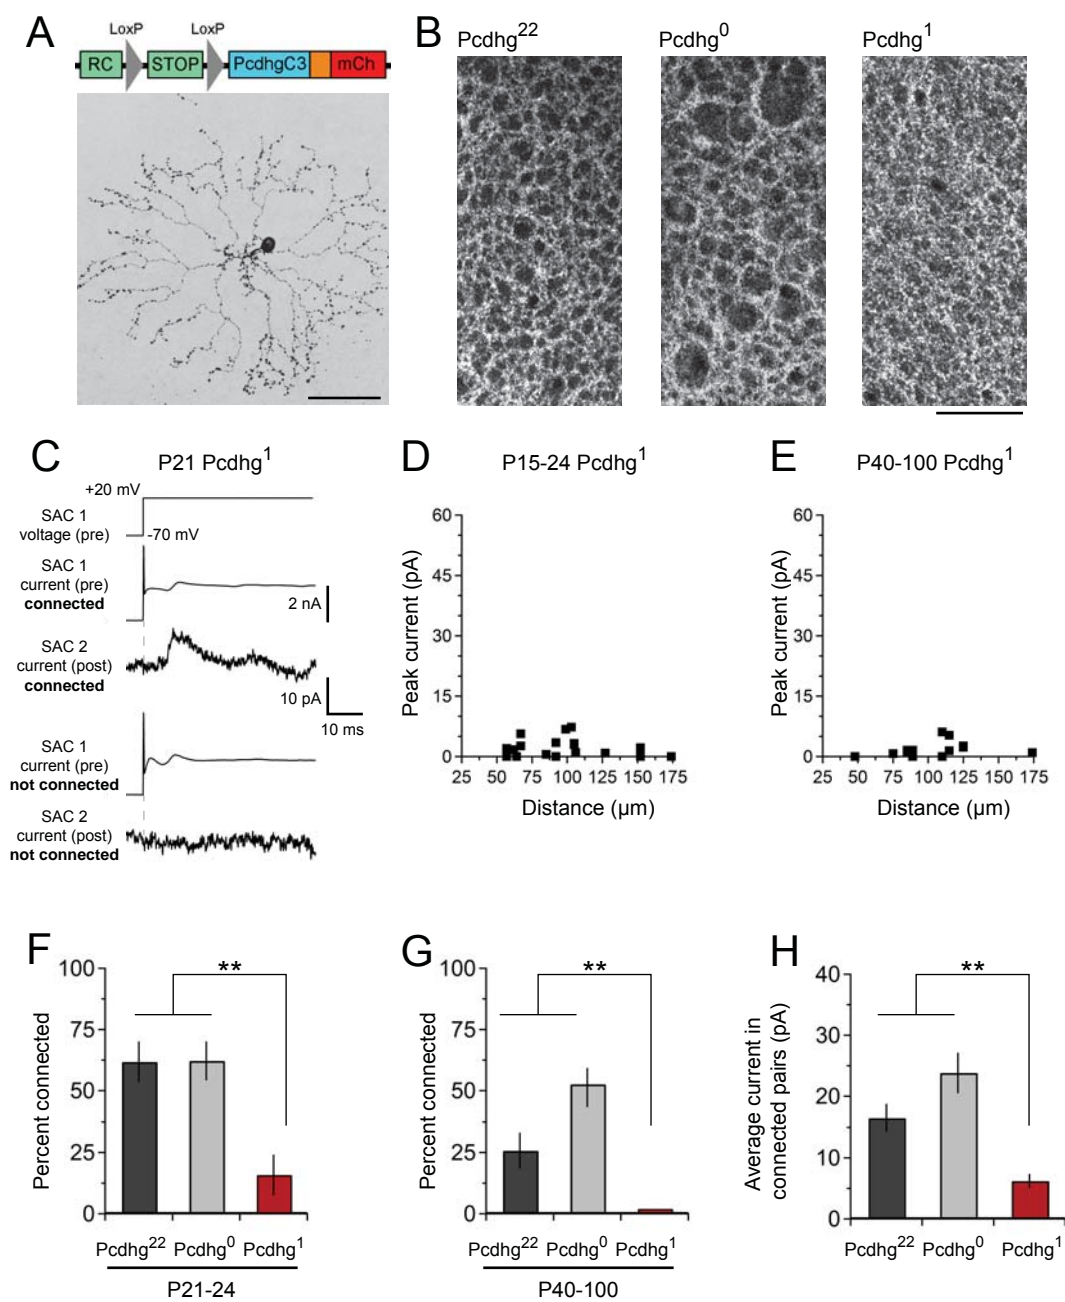 A
LoxP LoxP
RC STOP PcdhgC3 mCh
B
Pcdhg22 Pcdhg0 Pcdhg1
C
P21 Pcdhg1
+20 mV
SAC 1
voltage (pre)
-70 mV
SAC 1
current (pre)
connected
2 nA
SAC 2
current (post)
connected
10 pA
10 ms
SAC 1
current (pre)
not connected
SAC 2
current (post)
not connected
D
P15-24 Pcdhg1
Peak current (pA)
60
45
30
15
0
25 50 75 100 125 150 175
Distance (µm)
E
P40-100 Pcdhg1
Peak current (pA)
60
45
30
15
0
25 50 75 100 125 150 175
Distance (µm)
F
**
Percent connected
100
75
50
25
0
Pcdhg22 Pcdhg0 Pcdhg1
P21-24
G
**
Percent connected
100
75
50
25
0
Pcdhg22 Pcdhg0 Pcdhg1
P40-100
H
**
Average current in
connected pairs (pA)
40
30
20
10
0
Pcdhg22 Pcdhg0 Pcdhg1